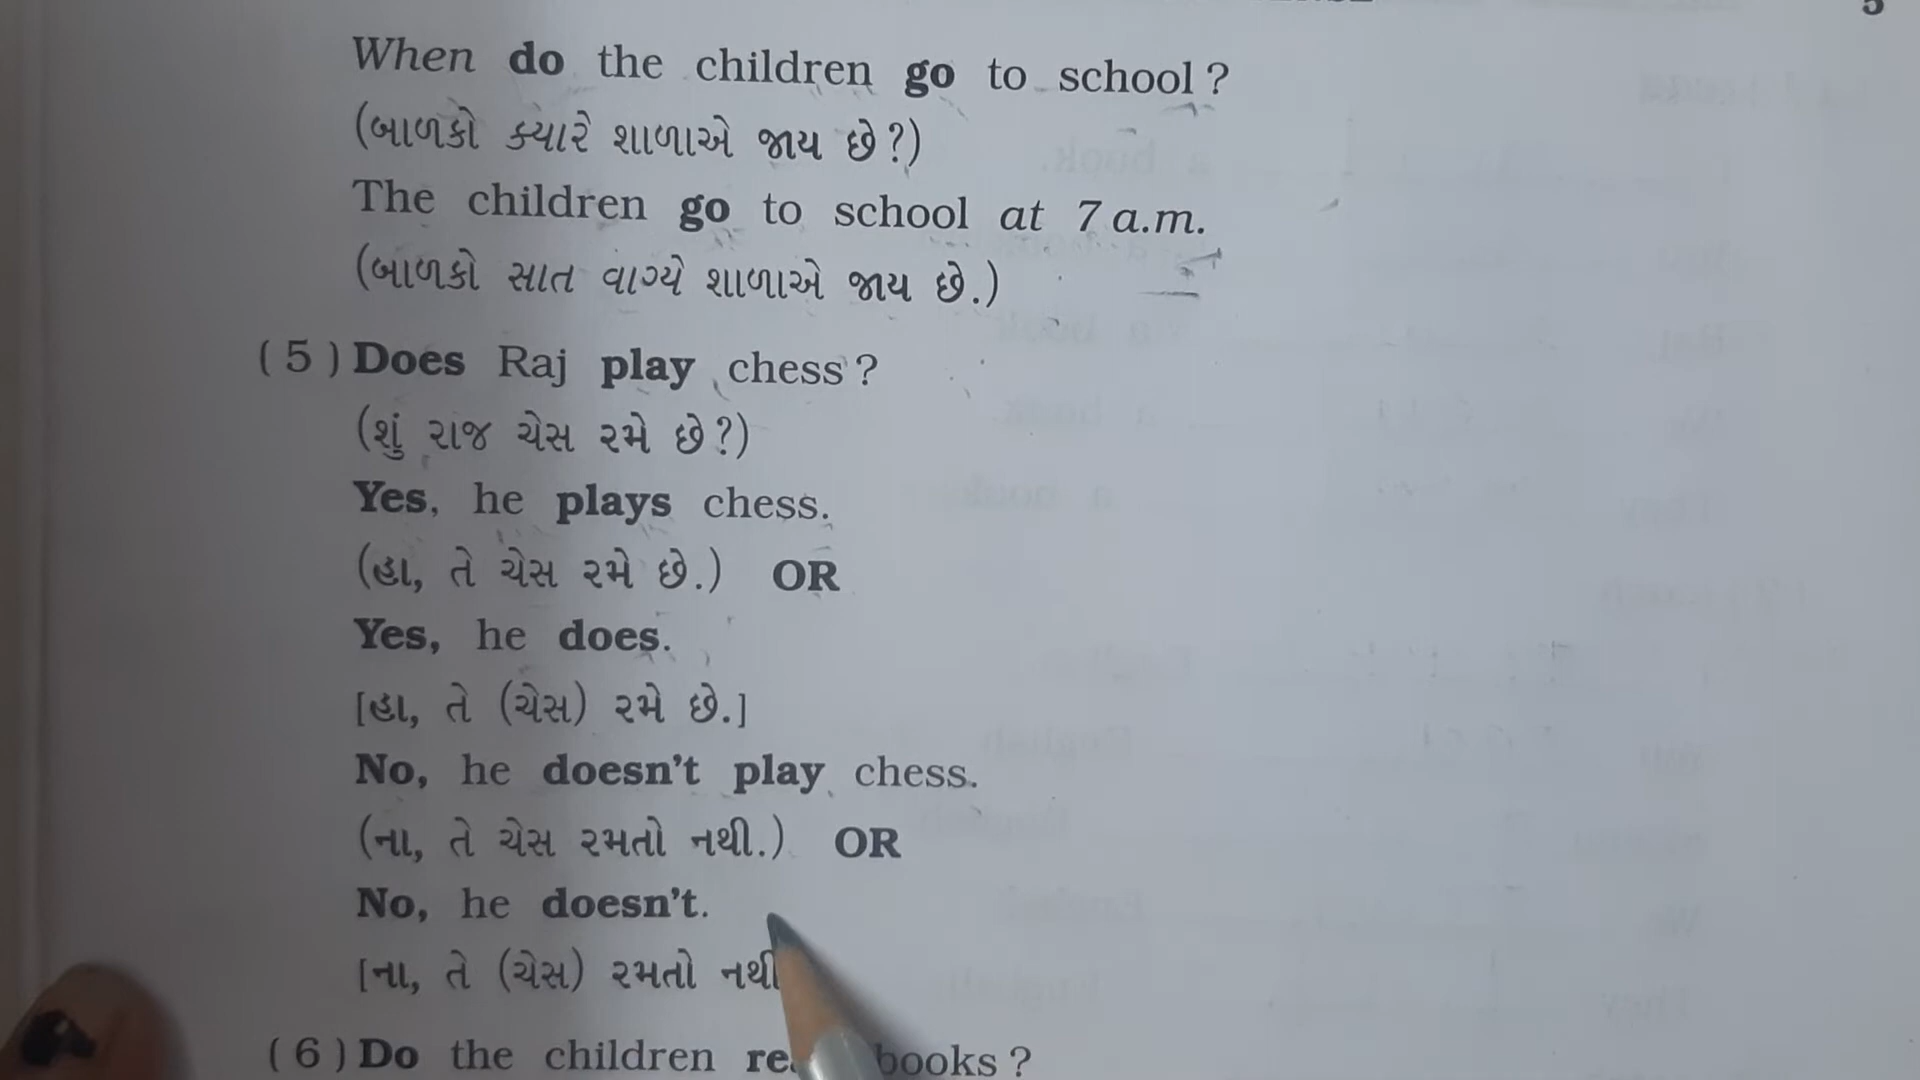 5
When do the children go to school?
(બાળકો ક્યારે શાળાએ જાય છે?)
The children go to school at 7 a.m.
(બાળકો સાત વાગ્યે શાળાએ જાય છે.)
(5) Does Raj play chess?
(શું રાજ ચેસ રમે છે?)
Yes, he plays chess.
(હા, તે ચેસ રમે છે.) OR
Yes, he does.
[હા, તે (ચેસ) રમે છે.]
No, he doesn't play chess.
(ના, તે ચેસ રમતો નથી.) OR
No, he doesn't.
[ના, તે (ચેસ) રમતો નથી
(6) Do the children books?